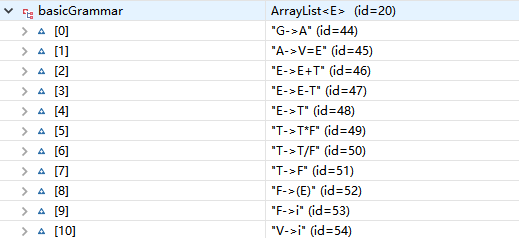 basicGrammar ArrayList<E> (id=20)
[0] "G->A" (id=44)
[1] "A->V=E" (id=45)
[2] "E->E+T" (id=46)
[3] "E->E-T" (id=47)
[4] "E->T" (id=48)
[5] "T->T*F" (id=49)
[6] "T->T/F" (id=50)
[7] "T->F" (id=51)
[8] "F->(E)" (id=52)
[9] "F->i" (id=53)
[10] "V->i" (id=54)